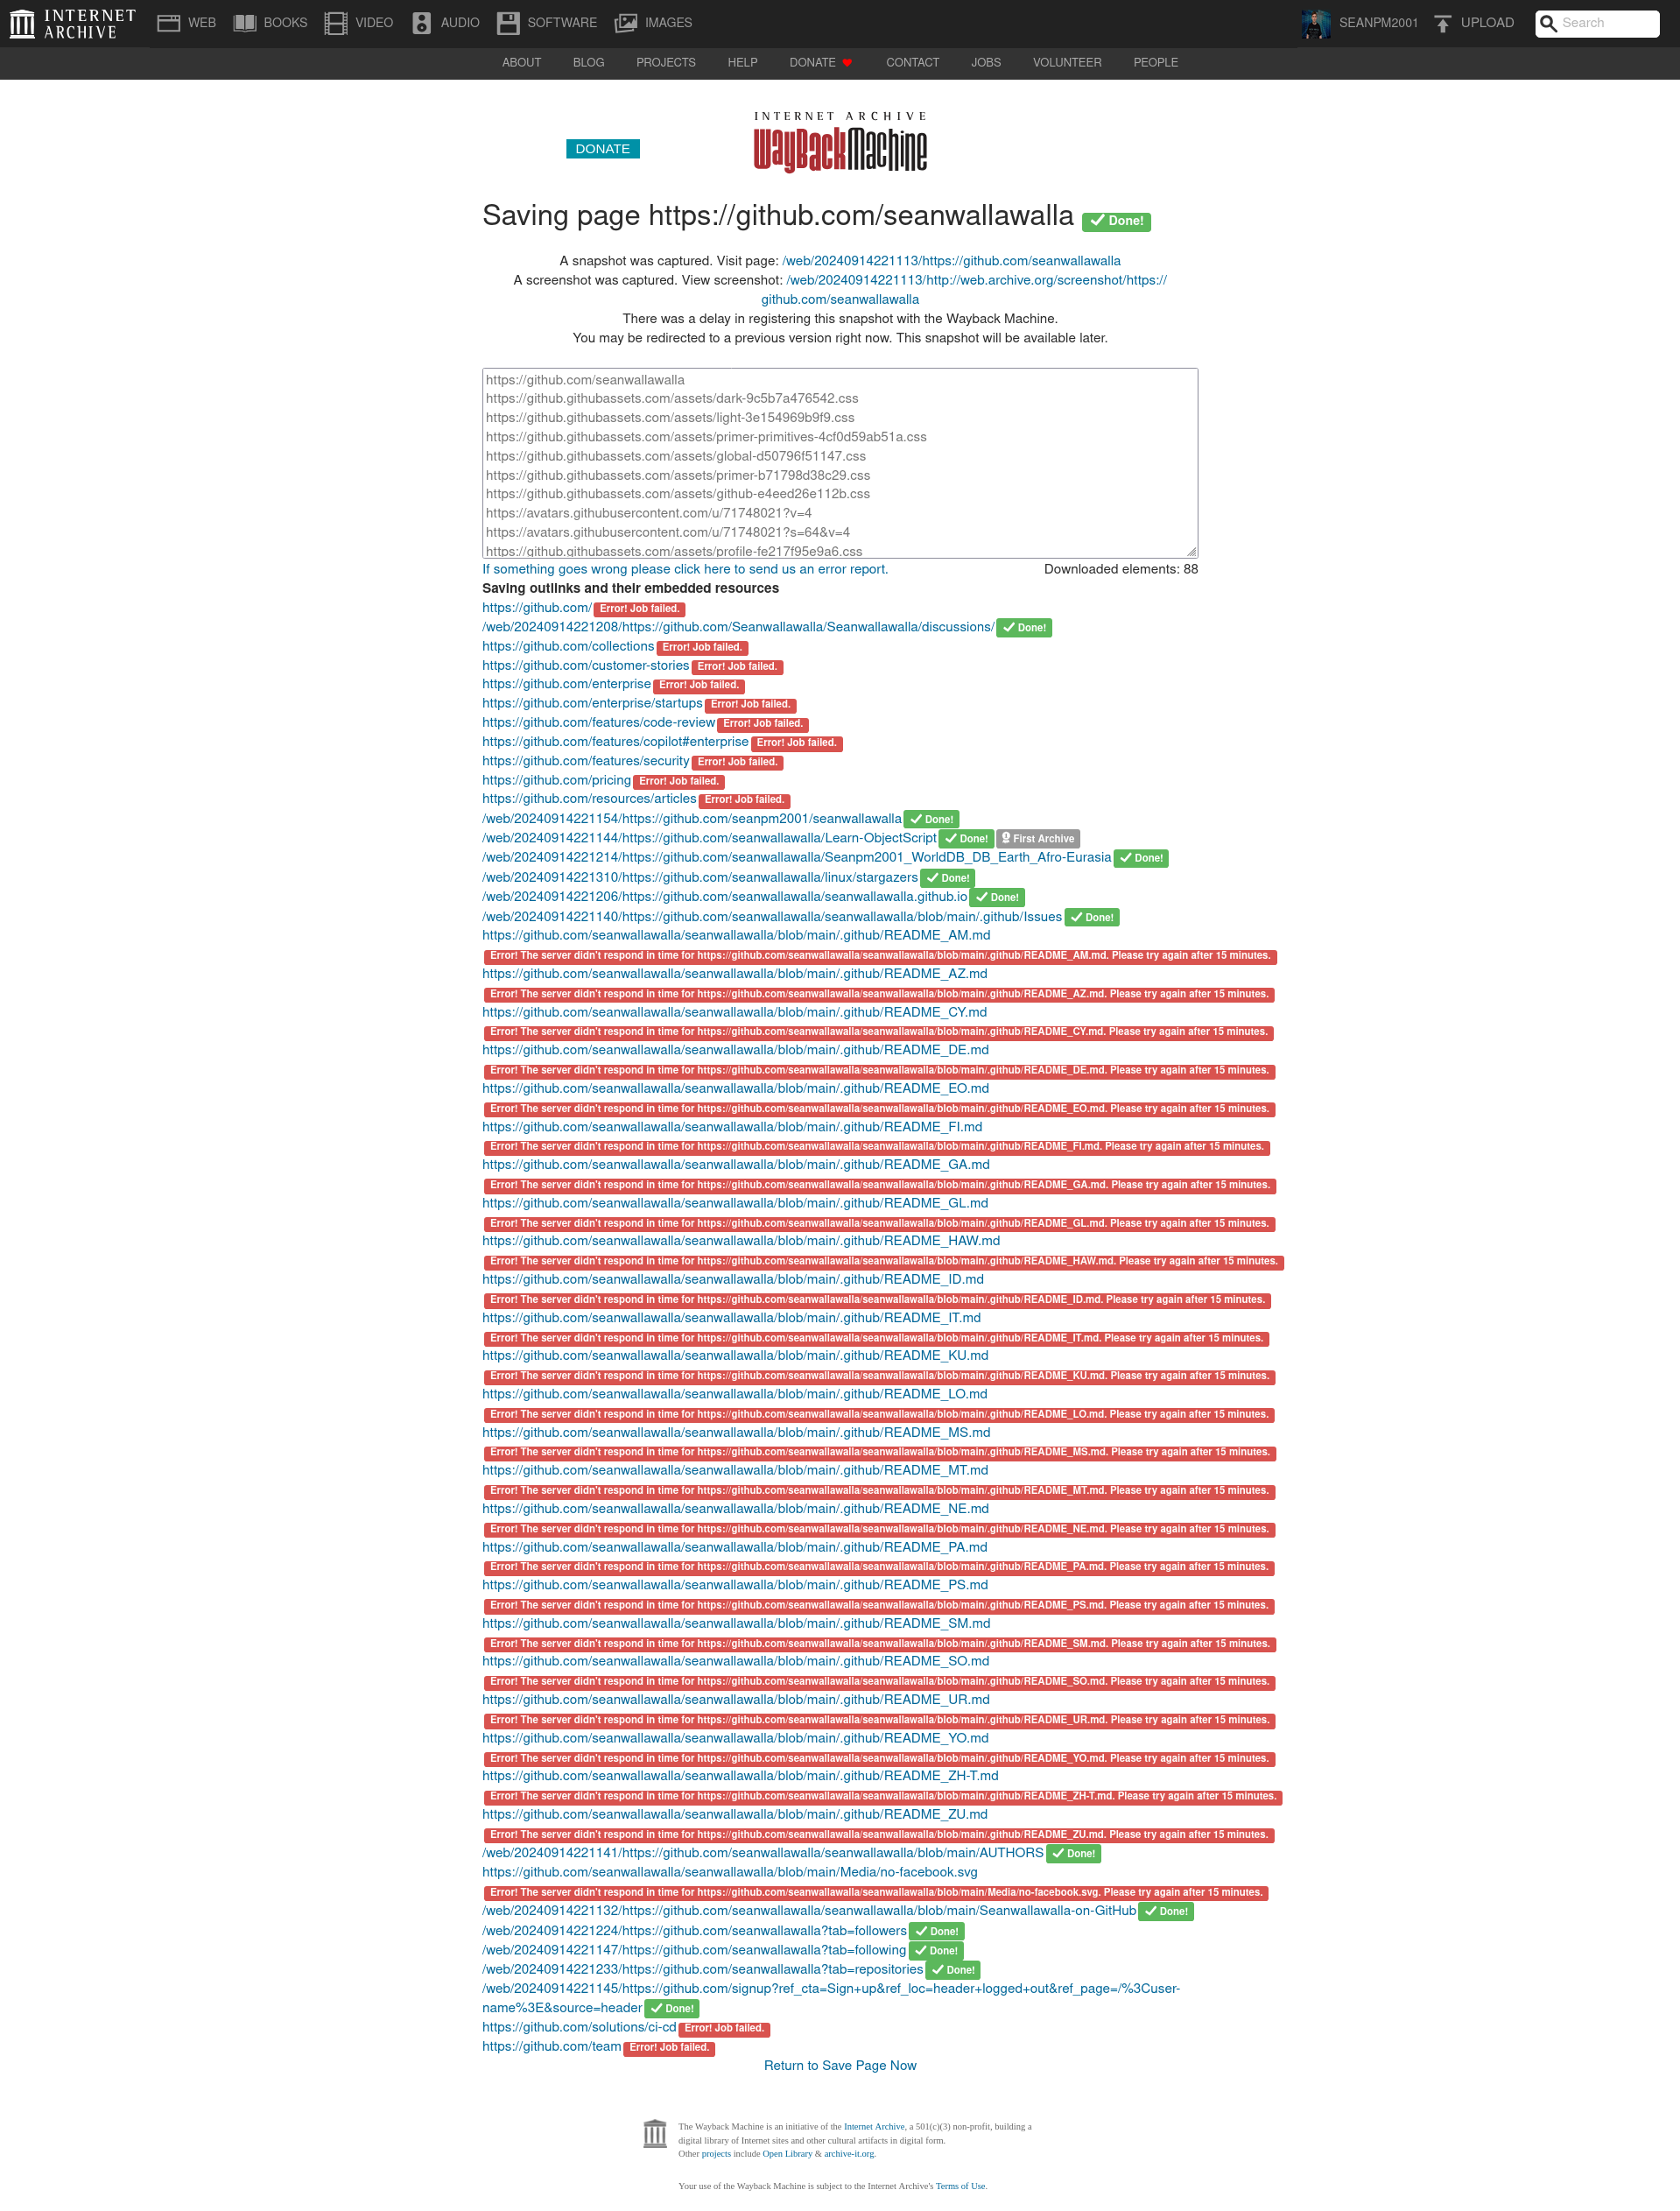 INTERNET ARCHIVE
WEB BOOKS VIDEO AUDIO SOFTWARE IMAGES SEANPM2001 UPLOAD Search
ABOUT BLOG PROJECTS HELP DONATE CONTACT JOBS VOLUNTEER PEOPLE
INTERNET ARCHIVE
DONATE WayBackMachine
Saving page https://github.com/seanwallawalla Done!
A snapshot was captured. Visit page: /web/20240914221113/https://github.com/seanwallawalla
A screenshot was captured. View screenshot: /web/20240914221113/http://web.archive.org/screenshot/https://
github.com/seanwallawalla
There was a delay in registering this snapshot with the Wayback Machine.
You may be redirected to a previous version right now. This snapshot will be available later.
https://github.com/seanwallawalla
https://github.githubassets.com/assets/dark-9c5b7a476542.css
https://github.githubassets.com/assets/light-3e154969b9f9.css
https://github.githubassets.com/assets/primer-primitives-4cf0d59ab51a.css
https://github.githubassets.com/assets/global-d50796f51147.css
https://github.githubassets.com/assets/primer-b71798d38c29.css
https://github.githubassets.com/assets/github-e4eed26e112b.css
https://avatars.githubusercontent.com/u/71748021?v=4
https://avatars.githubusercontent.com/u/71748021?s=64&v=4
https://github.githubassets.com/assets/profile-fe217f95e9a6.css
If something goes wrong please click here to send us an error report. Downloaded elements: 88
Saving outlinks and their embedded resources
https://github.com/ Error! Job failed.
/web/20240914221208/https://github.com/Seanwallawalla/Seanwallawalla/discussions/ Done!
https://github.com/collections Error! Job failed.
https://github.com/customer-stories Error! Job failed.
https://github.com/enterprise Error! Job failed.
https://github.com/enterprise/startups Error! Job failed.
https://github.com/features/code-review Error! Job failed.
https://github.com/features/copilot#enterprise Error! Job failed.
https://github.com/features/security Error! Job failed.
https://github.com/pricing Error! Job failed.
https://github.com/resources/articles Error! Job failed.
/web/20240914221154/https://github.com/seanpm2001/seanwallawalla Done!
/web/20240914221144/https://github.com/seanwallawalla/Learn-ObjectScript Done! First Archive
/web/20240914221214/https://github.com/seanwallawalla/Seanpm2001_WorldDB_DB_Earth_Afro-Eurasia Done!
/web/20240914221310/https://github.com/seanwallawalla/linux/stargazers Done!
/web/20240914221206/https://github.com/seanwallawalla/seanwallawalla.github.io Done!
/web/20240914221140/https://github.com/seanwallawalla/seanwallawalla/blob/main/.github/Issues Done!
https://github.com/seanwallawalla/seanwallawalla/blob/main/.github/README_AM.md
Error! The server didn't respond in time for https://github.com/seanwallawalla/seanwallawalla/blob/main/.github/README_AM.md. Please try again after 15 minutes.
https://github.com/seanwallawalla/seanwallawalla/blob/main/.github/README_AZ.md
Error! The server didn't respond in time for https://github.com/seanwallawalla/seanwallawalla/blob/main/.github/README_AZ.md. Please try again after 15 minutes.
https://github.com/seanwallawalla/seanwallawalla/blob/main/.github/README_CY.md
Error! The server didn't respond in time for https://github.com/seanwallawalla/seanwallawalla/blob/main/.github/README_CY.md. Please try again after 15 minutes.
https://github.com/seanwallawalla/seanwallawalla/blob/main/.github/README_DE.md
Error! The server didn't respond in time for https://github.com/seanwallawalla/seanwallawalla/blob/main/.github/README_DE.md. Please try again after 15 minutes.
https://github.com/seanwallawalla/seanwallawalla/blob/main/.github/README_EO.md
Error! The server didn't respond in time for https://github.com/seanwallawalla/seanwallawalla/blob/main/.github/README_EO.md. Please try again after 15 minutes.
https://github.com/seanwallawalla/seanwallawalla/blob/main/.github/README_FI.md
Error! The server didn't respond in time for https://github.com/seanwallawalla/seanwallawalla/blob/main/.github/README_FI.md. Please try again after 15 minutes.
https://github.com/seanwallawalla/seanwallawalla/blob/main/.github/README_GA.md
Error! The server didn't respond in time for https://github.com/seanwallawalla/seanwallawalla/blob/main/.github/README_GA.md. Please try again after 15 minutes.
https://github.com/seanwallawalla/seanwallawalla/blob/main/.github/README_GL.md
Error! The server didn't respond in time for https://github.com/seanwallawalla/seanwallawalla/blob/main/.github/README_GL.md. Please try again after 15 minutes.
https://github.com/seanwallawalla/seanwallawalla/blob/main/.github/README_HAW.md
Error! The server didn't respond in time for https://github.com/seanwallawalla/seanwallawalla/blob/main/.github/README_HAW.md. Please try again after 15 minutes.
https://github.com/seanwallawalla/seanwallawalla/blob/main/.github/README_ID.md
Error! The server didn't respond in time for https://github.com/seanwallawalla/seanwallawalla/blob/main/.github/README_ID.md. Please try again after 15 minutes.
https://github.com/seanwallawalla/seanwallawalla/blob/main/.github/README_IT.md
Error! The server didn't respond in time for https://github.com/seanwallawalla/seanwallawalla/blob/main/.github/README_IT.md. Please try again after 15 minutes.
https://github.com/seanwallawalla/seanwallawalla/blob/main/.github/README_KU.md
Error! The server didn't respond in time for https://github.com/seanwallawalla/seanwallawalla/blob/main/.github/README_KU.md. Please try again after 15 minutes.
https://github.com/seanwallawalla/seanwallawalla/blob/main/.github/README_LO.md
Error! The server didn't respond in time for https://github.com/seanwallawalla/seanwallawalla/blob/main/.github/README_LO.md. Please try again after 15 minutes.
https://github.com/seanwallawalla/seanwallawalla/blob/main/.github/README_MS.md
Error! The server didn't respond in time for https://github.com/seanwallawalla/seanwallawalla/blob/main/.github/README_MS.md. Please try again after 15 minutes.
https://github.com/seanwallawalla/seanwallawalla/blob/main/.github/README_MT.md
Error! The server didn't respond in time for https://github.com/seanwallawalla/seanwallawalla/blob/main/.github/README_MT.md. Please try again after 15 minutes.
https://github.com/seanwallawalla/seanwallawalla/blob/main/.github/README_NE.md
Error! The server didn't respond in time for https://github.com/seanwallawalla/seanwallawalla/blob/main/.github/README_NE.md. Please try again after 15 minutes.
https://github.com/seanwallawalla/seanwallawalla/blob/main/.github/README_PA.md
Error! The server didn't respond in time for https://github.com/seanwallawalla/seanwallawalla/blob/main/.github/README_PA.md. Please try again after 15 minutes.
https://github.com/seanwallawalla/seanwallawalla/blob/main/.github/README_PS.md
Error! The server didn't respond in time for https://github.com/seanwallawalla/seanwallawalla/blob/main/.github/README_PS.md. Please try again after 15 minutes.
https://github.com/seanwallawalla/seanwallawalla/blob/main/.github/README_SM.md
Error! The server didn't respond in time for https://github.com/seanwallawalla/seanwallawalla/blob/main/.github/README_SM.md. Please try again after 15 minutes.
https://github.com/seanwallawalla/seanwallawalla/blob/main/.github/README_SO.md
Error! The server didn't respond in time for https://github.com/seanwallawalla/seanwallawalla/blob/main/.github/README_SO.md. Please try again after 15 minutes.
https://github.com/seanwallawalla/seanwallawalla/blob/main/.github/README_UR.md
Error! The server didn't respond in time for https://github.com/seanwallawalla/seanwallawalla/blob/main/.github/README_UR.md. Please try again after 15 minutes.
https://github.com/seanwallawalla/seanwallawalla/blob/main/.github/README_YO.md
Error! The server didn't respond in time for https://github.com/seanwallawalla/seanwallawalla/blob/main/.github/README_YO.md. Please try again after 15 minutes.
https://github.com/seanwallawalla/seanwallawalla/blob/main/.github/README_ZH-T.md
Error! The server didn't respond in time for https://github.com/seanwallawalla/seanwallawalla/blob/main/.github/README_ZH-T.md. Please try again after 15 minutes.
https://github.com/seanwallawalla/seanwallawalla/blob/main/.github/README_ZU.md
Error! The server didn't respond in time for https://github.com/seanwallawalla/seanwallawalla/blob/main/.github/README_ZU.md. Please try again after 15 minutes.
/web/20240914221141/https://github.com/seanwallawalla/seanwallawalla/blob/main/AUTHORS Done!
https://github.com/seanwallawalla/seanwallawalla/blob/main/Media/no-facebook.svg
Error! The server didn't respond in time for https://github.com/seanwallawalla/seanwallawalla/blob/main/Media/no-facebook.svg. Please try again after 15 minutes.
/web/20240914221132/https://github.com/seanwallawalla/seanwallawalla/blob/main/Seanwallawalla-on-GitHub Done!
/web/20240914221224/https://github.com/seanwallawalla?tab=followers Done!
/web/20240914221147/https://github.com/seanwallawalla?tab=following Done!
/web/20240914221233/https://github.com/seanwallawalla?tab=repositories Done!
/web/20240914221145/https://github.com/signup?ref_cta=Sign+up&ref_loc=header+logged+out&ref_page=/%3Cuser-
name%3E&source=header Done!
https://github.com/solutions/ci-cd Error! Job failed.
https://github.com/team Error! Job failed.
Return to Save Page Now
The Wayback Machine is an initiative of the Internet Archive, a 501(c)(3) non-profit, building a
digital library of Internet sites and other cultural artifacts in digital form.
Other projects include Open Library & archive-it.org.
Your use of the Wayback Machine is subject to the Internet Archive's Terms of Use.